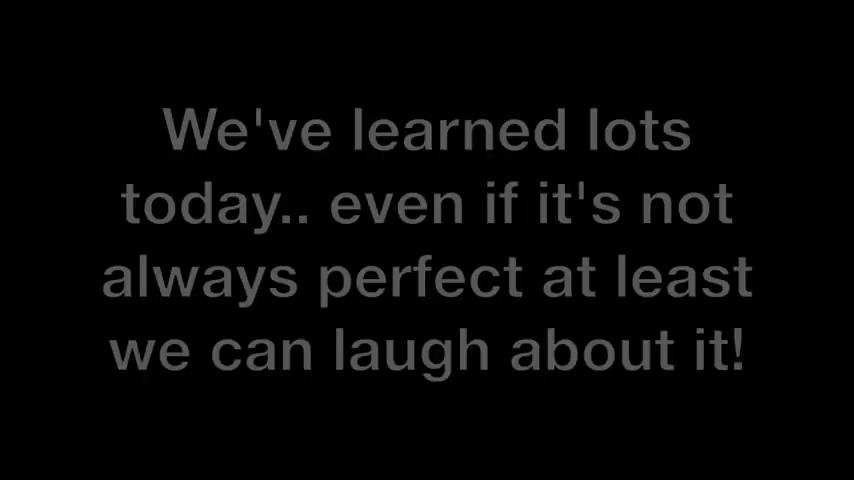 We've learned lots
today.. even if it's not
always perfect at least
we can laugh about it!